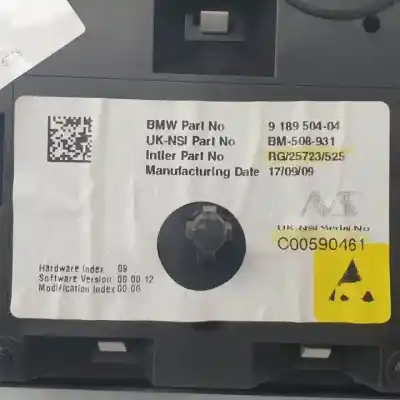 BMW Part No 9 189 504-04
UK-NSI Part No BM-508-931
Intier Part No RG/25723/525
Manufacturing Date 17/09/09
UK-NSI Serial No
C00590461
Hardware Index 09
Software Version 00.00.12
Modification Index 00.06